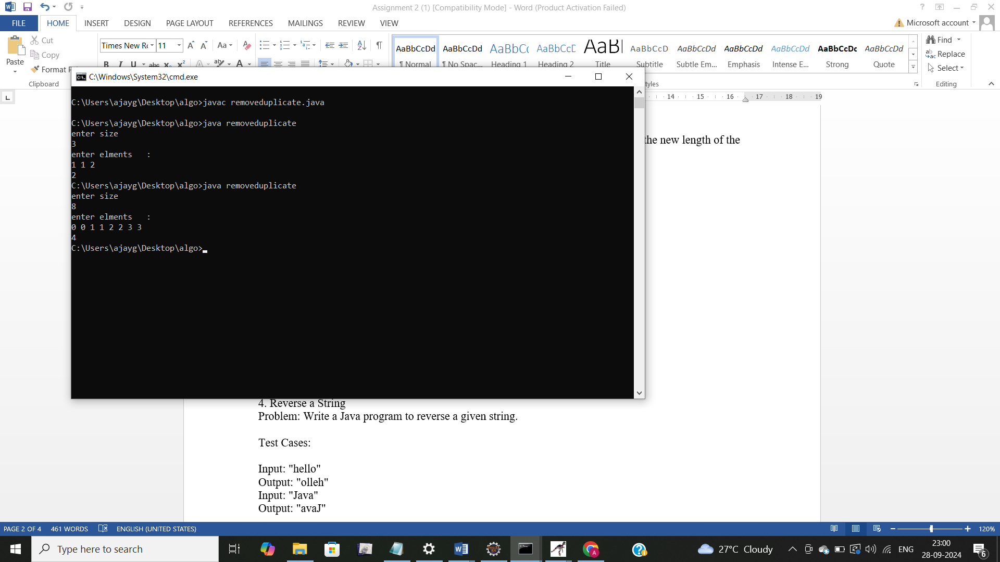 Assignment 2 (1) [Compatibility Mode] - Word (Product Activation Failed)
FILE HOME INSERT DESIGN PAGE LAYOUT REFERENCES MAILINGS REVIEW VIEW Microsoft account
Cut
Copy
Format P
Paste
Clipboard
Times New Ro 11
AaBbCcDd AaBbCcDd AaBbCc AaBbCcD AaBl AaBbCcD AaBbCcDd AaBbCcDd AaBbCcDd AaBbCcDc AaBbCcDd
¶ Normal ¶ No Spac... Heading 1 Heading 2 Title Subtitle Subtle Em... Emphasis Intense E... Strong Quote
Find
Replace
Select
tyles
Editing
14 15 16 17 18 19
C:\Windows\System32\cmd.exe
C:\Users\ajayg\Desktop\algo>javac removeduplicate.java
C:\Users\ajayg\Desktop\algo>java removeduplicate
enter size
3
enter elments   :
1 1 2
2
C:\Users\ajayg\Desktop\algo>java removeduplicate
enter size
8
enter elments   :
0 0 1 1 2 2 3 3
4
C:\Users\ajayg\Desktop\algo>
the new length of the
4. Reverse a String
Problem: Write a Java program to reverse a given string.
Test Cases:
Input: "hello"
Output: "olleh"
Input: "Java"
Output: "avaJ"
PAGE 2 OF 4 461 WORDS ENGLISH (UNITED STATES) 120%
Type here to search
27°C Cloudy
ENG
23:00
28-09-2024
6